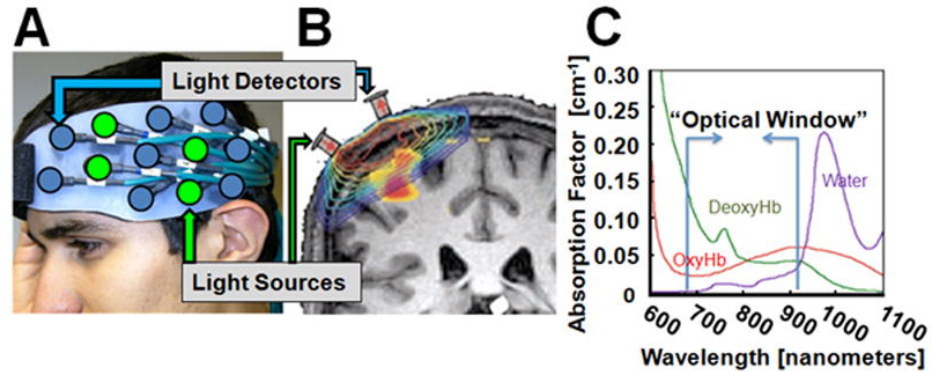 A
B
C
Light Detectors
Light Sources
Absorption Factor [cm⁻¹]
0.30
0.25
0.20
0.15
0.10
0.05
0
"Optical Window"
DeoxyHb
Water
OxyHb
600
700
800
900
1000
1100
Wavelength [nanometers]